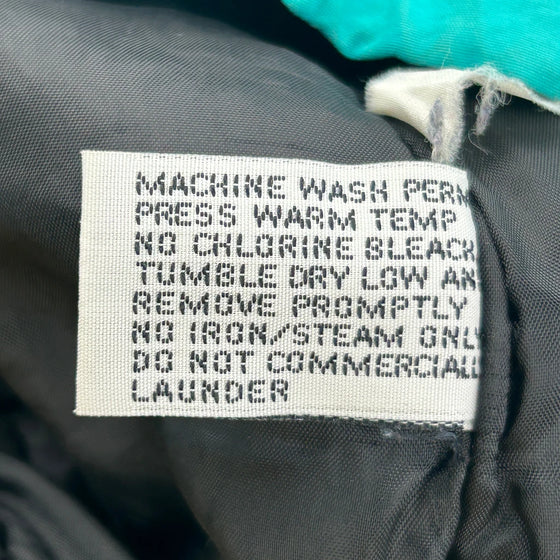 MACHINE WASH PERM
PRESS WARM TEMP
NO CHLORINE BLEACH
TUMBLE DRY LOW AN
REMOVE PROMPTLY
NO IRON/STEAM ONLY
DO NOT COMMERCIALL
LAUNDER